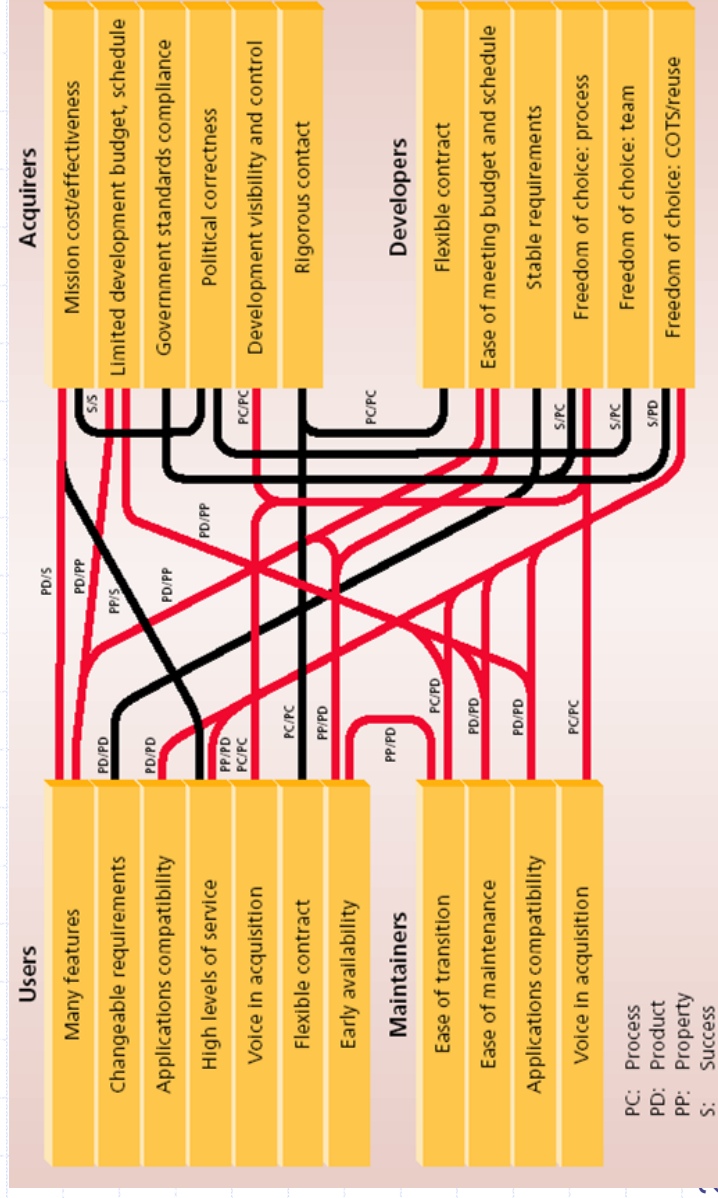 Users
Many features
Changeable requirements
Applications compatibility
High levels of service
Voice in acquisition
Flexible contract
Early availability
Maintainers
Ease of transition
Ease of maintenance
Applications compatibility
Voice in acquisition
PC: Process
PD: Product
PP: Property
S: Success
PD/S
PD/PP
PP/S
PD/PD
PD/PP
PD/PD
PD/PP
PP/PD
PC/PC
PC/PC
PP/PD
PP/PD
PC/PD
PD/PD
PD/PD
PC/PC
S/S
PC/PC
PC/PC
S/PC
S/PC
S/PD
Acquirers
Mission cost/effectiveness
Limited development budget, schedule
Government standards compliance
Political correctness
Development visibility and control
Rigorous contact
Developers
Flexible contract
Ease of meeting budget and schedule
Stable requirements
Freedom of choice: process
Freedom of choice: team
Freedom of choice: COTS/reuse